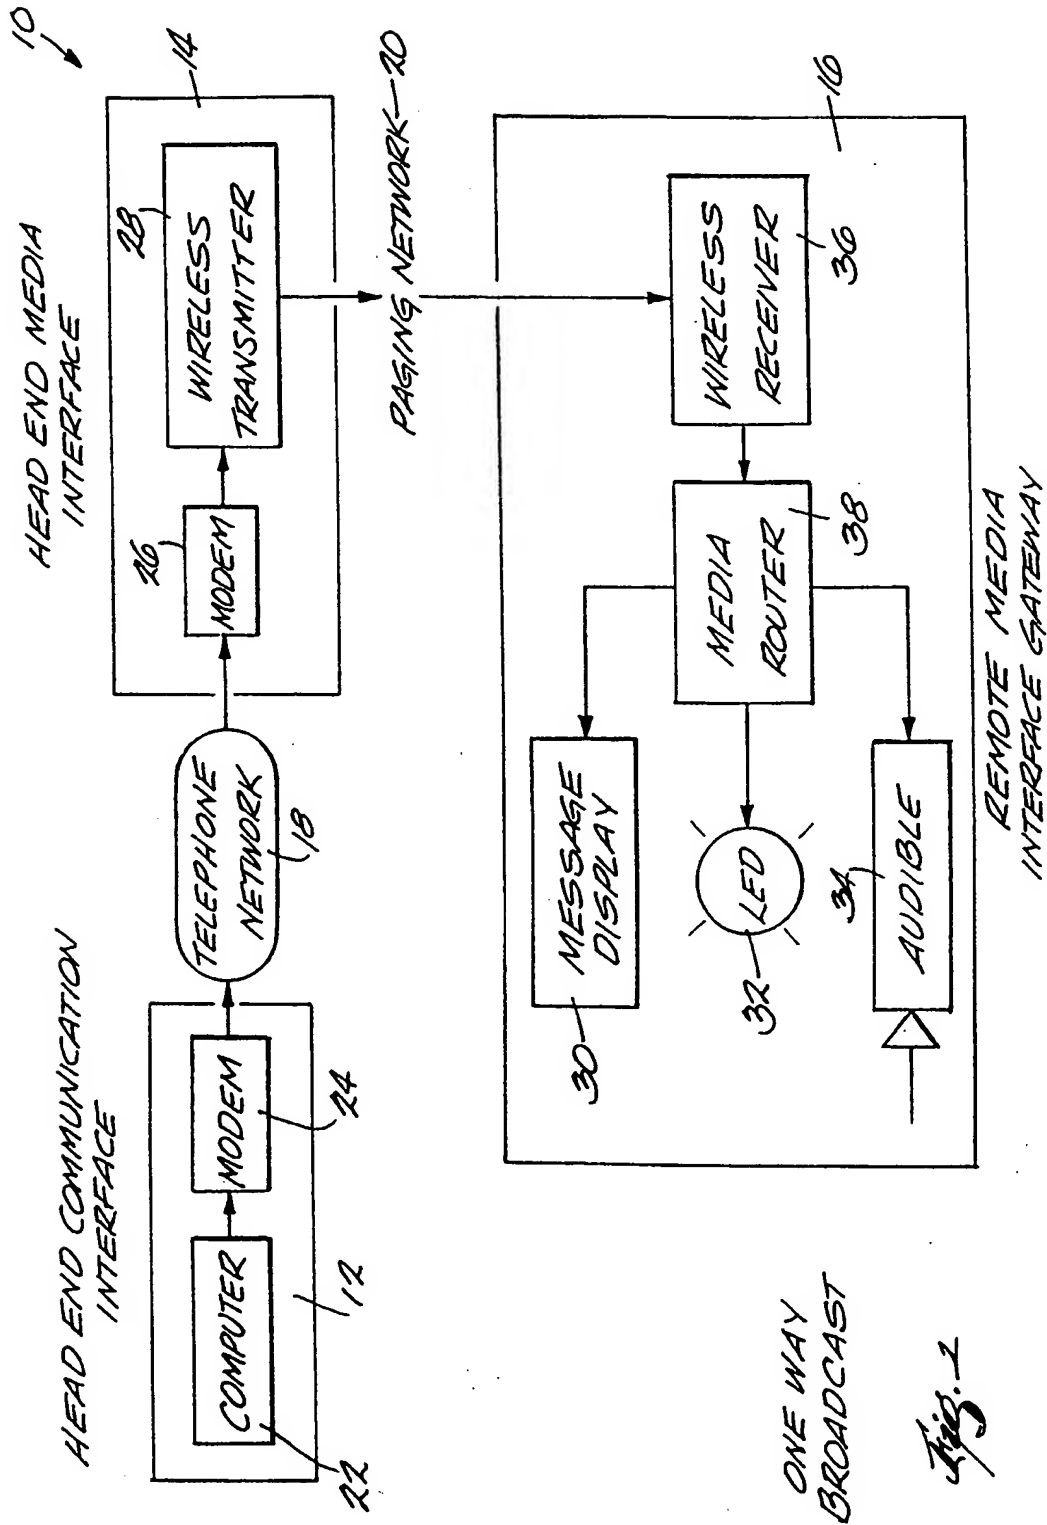 10
HEAD END COMMUNICATION
INTERFACE
COMPUTER
22
MODEM
24
12
TELEPHONE
NETWORK
18
HEAD END MEDIA
INTERFACE
MODEM
26
WIRELESS
TRANSMITTER
28
14
PAGING NETWORK 20
WIRELESS
RECEIVER
36
16
MEDIA
ROUTER
38
MESSAGE
DISPLAY
30
LED
32
AUDIBLE
34
REMOTE MEDIA
INTERFACE GATEWAY
ONE WAY
BROADCAST
Fig. 1